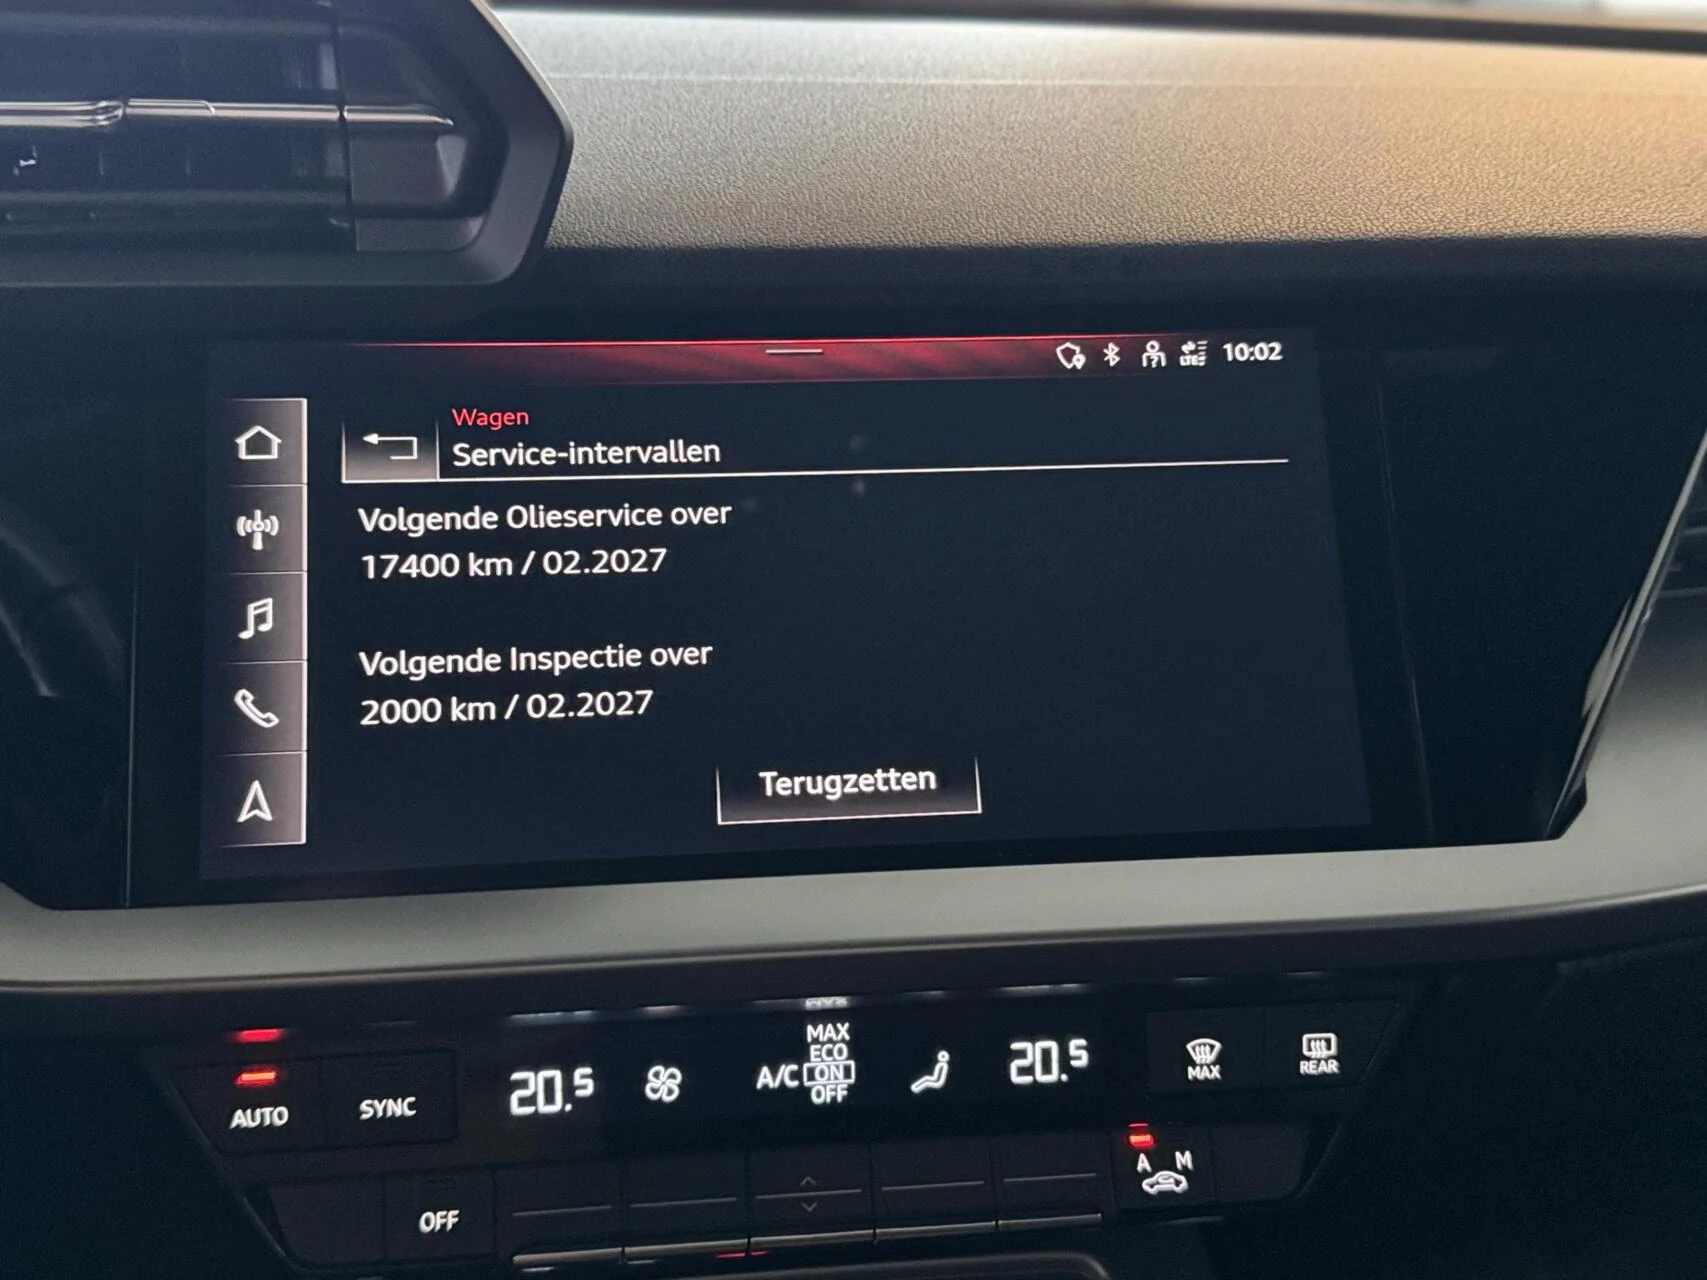 LTE
10:02
Wagen
Service-intervallen
Volgende Olieservice over
17400 km / 02.2027
Volgende Inspectie over
2000 km / 02.2027
Terugzetten
AUTO
SYNC
20.5
A/C
MAX
ECO
ON
OFF
20.5
MAX
REAR
OFF
A M